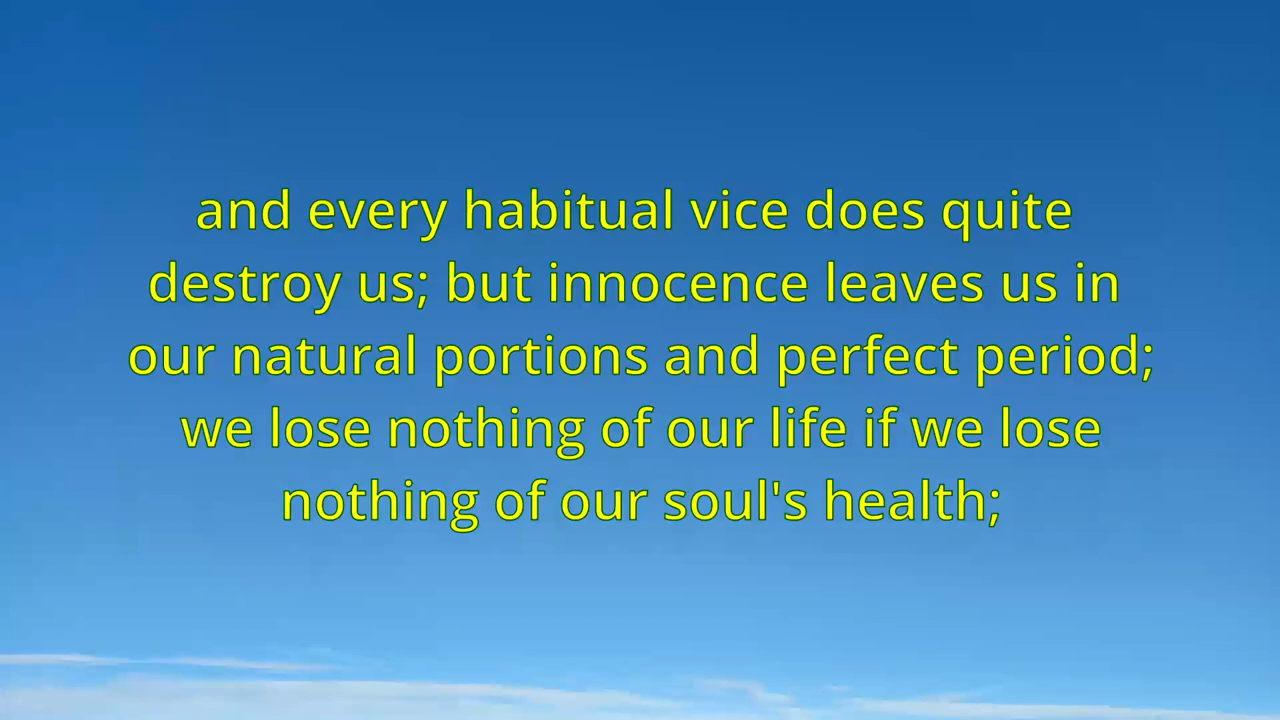 and every habitual vice does quite
destroy us; but innocence leaves us in
our natural portions and perfect period;
we lose nothing of our life if we lose
nothing of our soul's health;